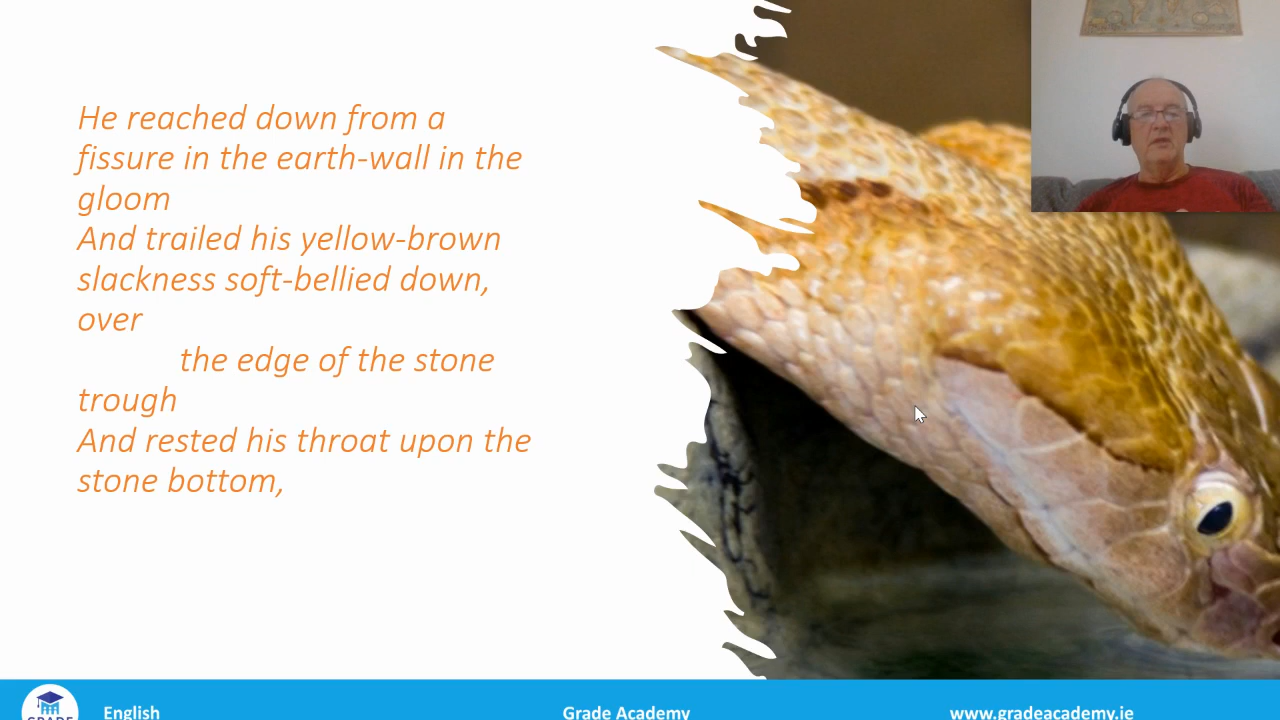 He reached down from a
fissure in the earth-wall in the
gloom
And trailed his yellow-brown
slackness soft-bellied down,
over
the edge of the stone
trough
And rested his throat upon the
stone bottom,
GRADE
English
Grade Academy
www.gradeacademy.ie